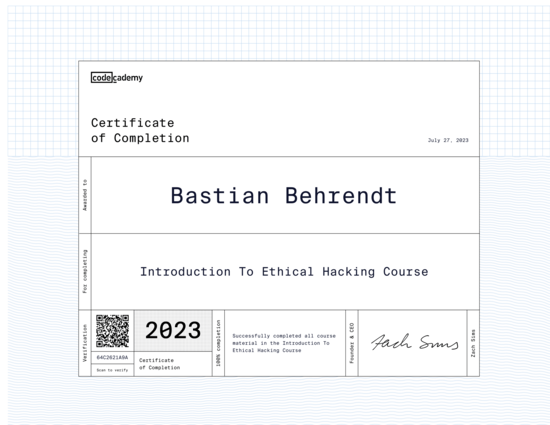 codecademy
Certificate
of Completion
July 27, 2023
Awarded to
Bastian Behrendt
For completing
Introduction To Ethical Hacking Course
Verification
64C2621A9A
Scan to verify
2023
Certificate
of Completion
100% completion
Successfully completed all course
material in the Introduction To
Ethical Hacking Course
Founder & CEO
Zach Sims
Zach Sims